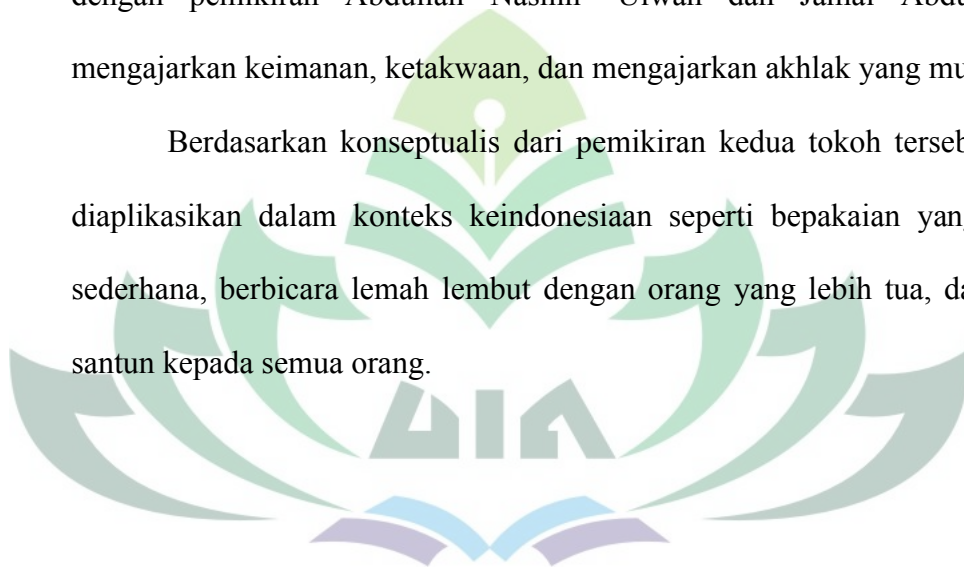 dengan pemikiran Abdullah Nashih Ulwan dan Jamal
mengajarkan keimanan, ketakwaan, dan mengajarkan akhlak yang
Berdasarkan konseptualis dari pemikiran kedua tokoh
diaplikasikan dalam konteks keindonesiaan seperti bepakaian
sederhana, berbicara lemah lembut dengan orang yang lebih tua,
santun kepada semua orang.
UIN